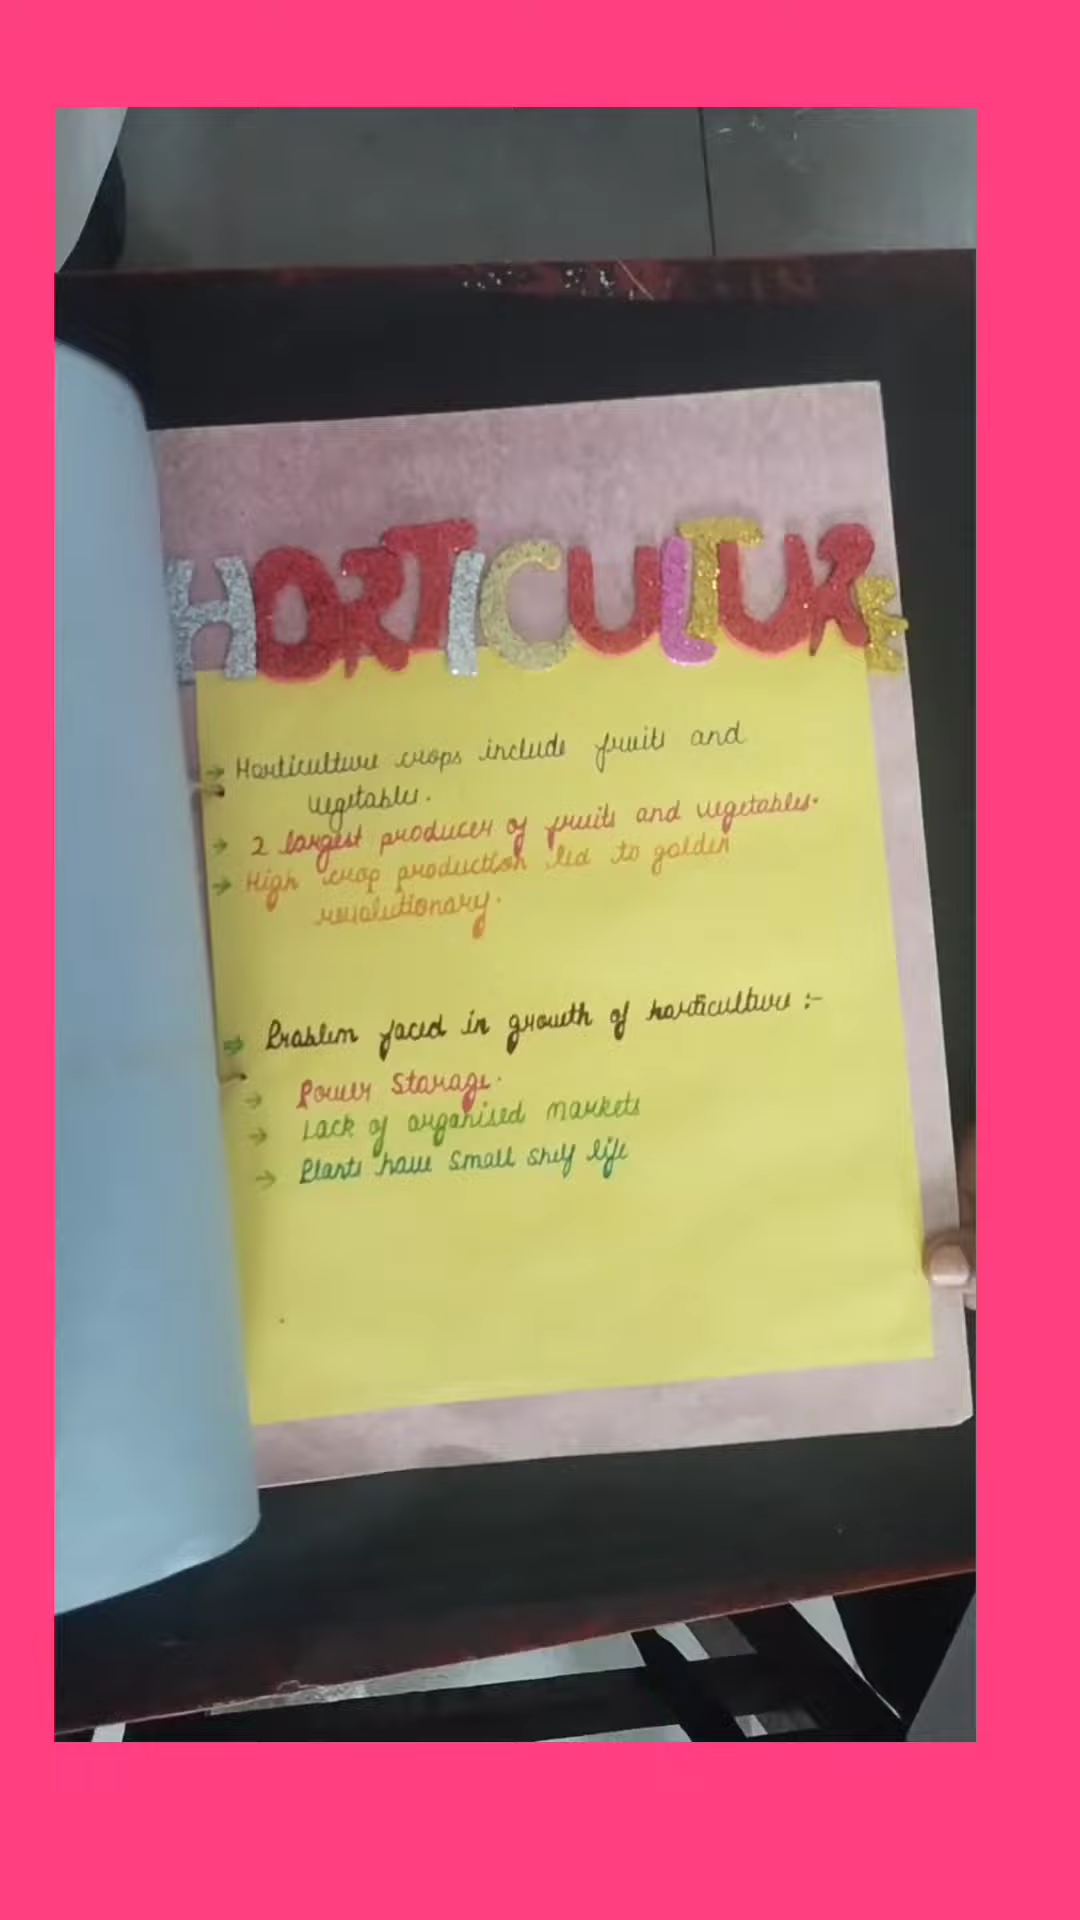 HORTICULTURE
→ Horticulture crops include fruits and
vegetables.
→ 2 largest producer of fruits and vegetables.
→ High crop production led to golden
revolutionary.
⇒ Problem faced in growth of horticulture :-
→ Power Storage.
→ Lack of organised markets
→ Plants have small shelf life